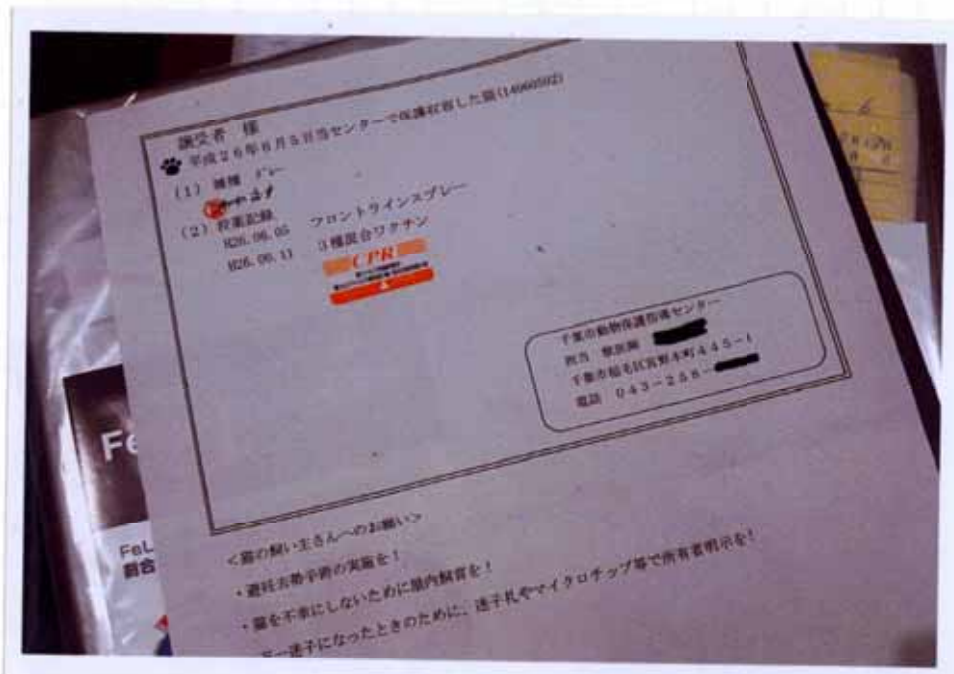 譲受者 様
平成26年6月5日当センターで保護収容した猫(14060502)
(1) 種種 グレー
(2) 投薬記録
H26.06.05 フロントラインスプレー
H26.06.11 3種混合ワクチン
CPR
千葉市動物保護指導センター
担当 獣医師
千葉市稲毛区宮野木町445-1
電話 043-258-
<猫の飼い主さんへのお願い>
・避妊去勢手術の実施を!
・猫を不幸にしないために屋内飼育を!
万一迷子になったときのために、迷子札やマイクロチップ等で所有者明示を!
Fe
FeL